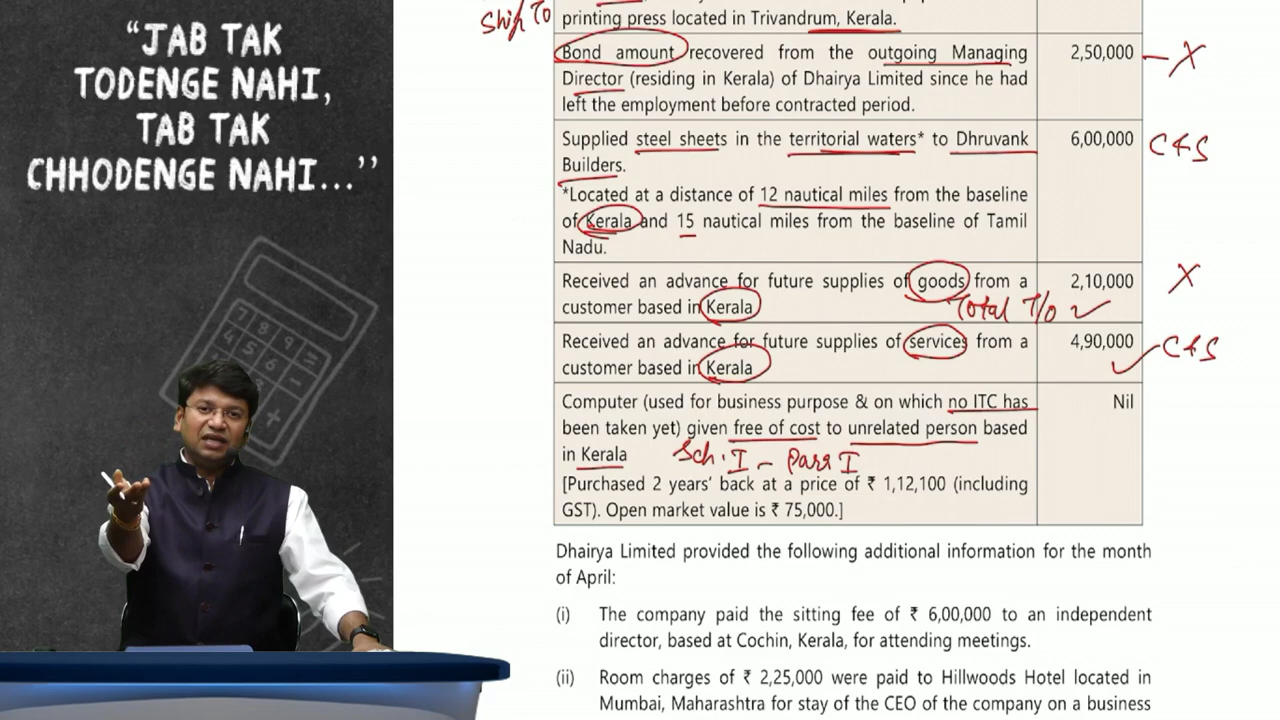 “JAB TAK
TODENGE NAHI,
TAB TAK
CHHODENGE NAHI...’’
Ship To
printing press located in Trivandrum, Kerala.
Bond amount recovered from the outgoing Managing 2,50,000 – X
Director (residing in Kerala) of Dhairya Limited since he had
left the employment before contracted period.
Supplied steel sheets in the territorial waters* to Dhruvank 6,00,000 C&S
Builders.
*Located at a distance of 12 nautical miles from the baseline
of Kerala and 15 nautical miles from the baseline of Tamil
Nadu.
Received an advance for future supplies of goods from a 2,10,000 X
customer based in Kerala Total T/O ✓
Received an advance for future supplies of services from a 4,90,000 C&S
customer based in Kerala ✓
Computer (used for business purpose & on which no ITC has Nil
been taken yet) given free of cost to unrelated person based
in Kerala Sch. I – Para I
[Purchased 2 years’ back at a price of ₹ 1,12,100 (including
GST). Open market value is ₹ 75,000.]
Dhairya Limited provided the following additional information for the month
of April:
(i) The company paid the sitting fee of ₹ 6,00,000 to an independent
director, based at Cochin, Kerala, for attending meetings.
(ii) Room charges of ₹ 2,25,000 were paid to Hillwoods Hotel located in
Mumbai, Maharashtra for stay of the CEO of the company on a business